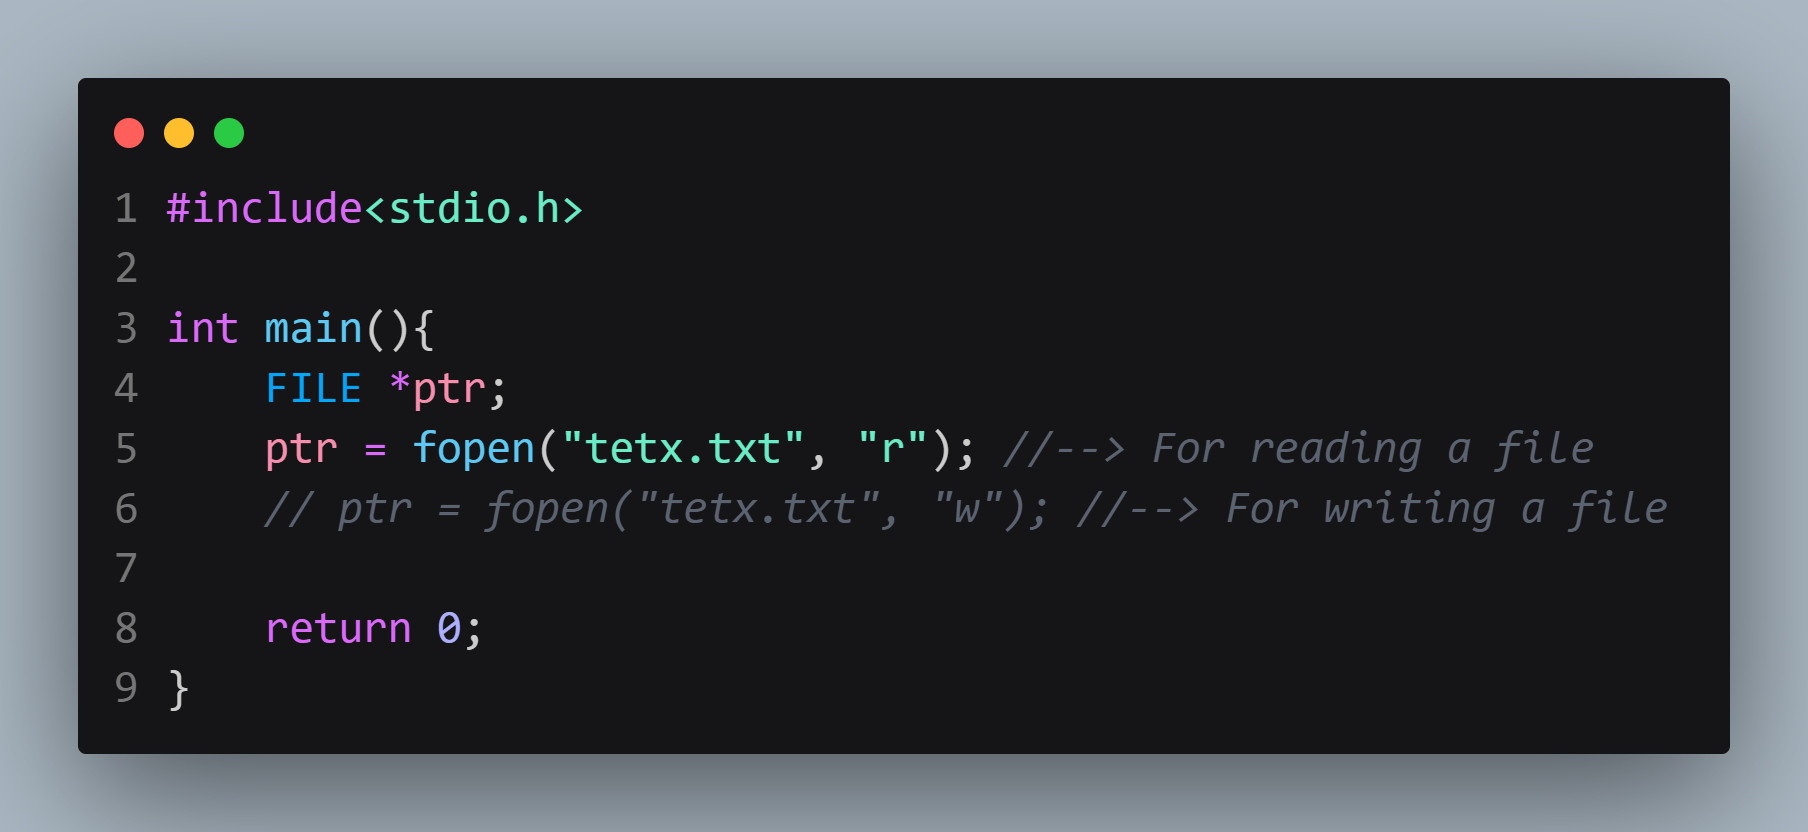 1 #include<stdio.h>
2
3 int main(){
4     FILE *ptr;
5     ptr = fopen("tetx.txt", "r"); //--> For reading a file
6     // ptr = fopen("tetx.txt", "w"); //--> For writing a file
7
8     return 0;
9 }